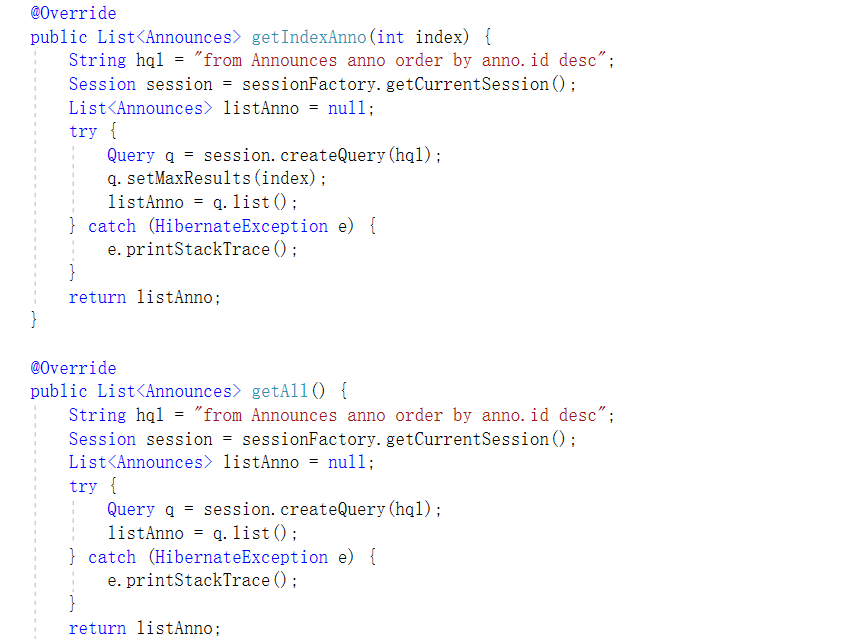 @Override
public List<Announces> getIndexAnno(int index) {
    String hql = "from Announces anno order by anno.id desc";
    Session session = sessionFactory.getCurrentSession();
    List<Announces> listAnno = null;
    try {
        Query q = session.createQuery(hql);
        q.setMaxResults(index);
        listAnno = q.list();
    } catch (HibernateException e) {
        e.printStackTrace();
    }
    return listAnno;
}

@Override
public List<Announces> getAll() {
    String hql = "from Announces anno order by anno.id desc";
    Session session = sessionFactory.getCurrentSession();
    List<Announces> listAnno = null;
    try {
        Query q = session.createQuery(hql);
        listAnno = q.list();
    } catch (HibernateException e) {
        e.printStackTrace();
    }
    return listAnno;